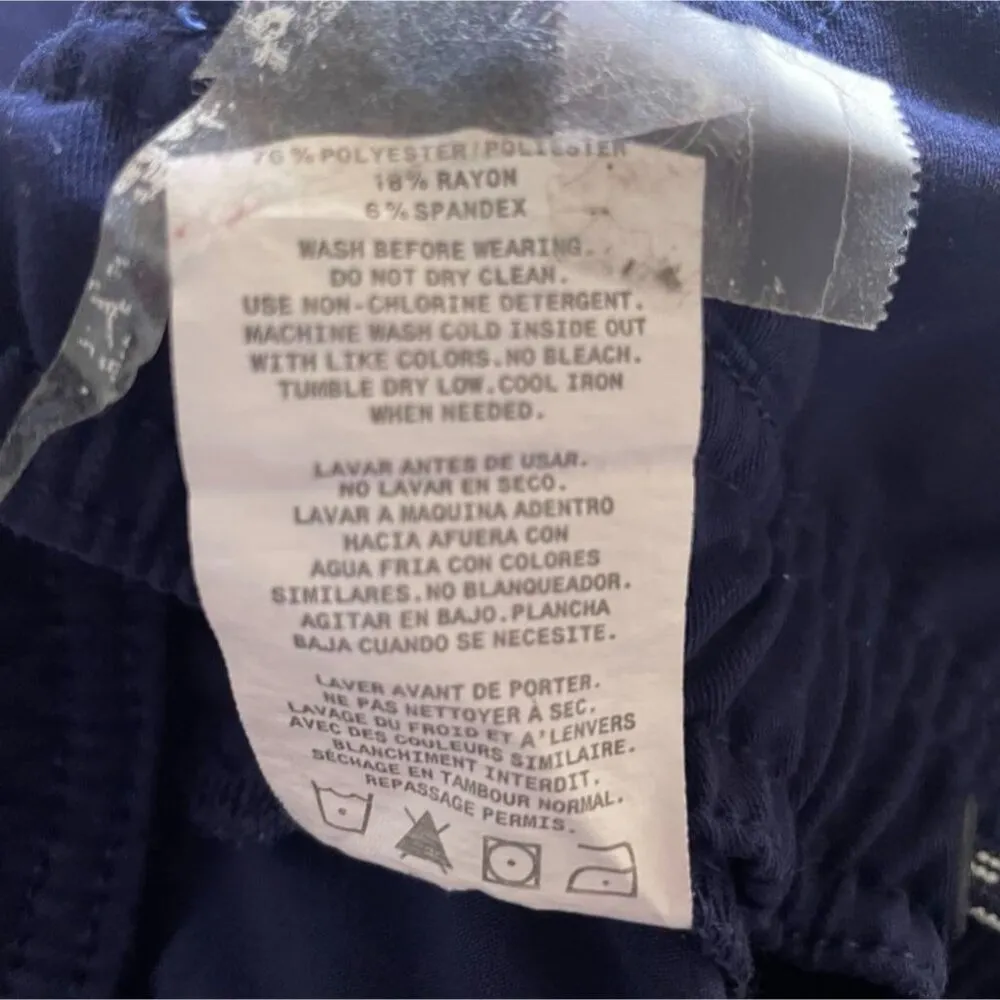 76% POLYESTER/POLIESTER
18% RAYON
6% SPANDEX
WASH BEFORE WEARING.
DO NOT DRY CLEAN.
USE NON-CHLORINE DETERGENT.
MACHINE WASH COLD INSIDE OUT
WITH LIKE COLORS. NO BLEACH.
TUMBLE DRY LOW. COOL IRON
WHEN NEEDED.
LAVAR ANTES DE USAR.
NO LAVAR EN SECO.
LAVAR A MAQUINA ADENTRO
HACIA AFUERA CON
AGUA FRIA CON COLORES
SIMILARES. NO BLANQUEADOR.
AGITAR EN BAJO. PLANCHA
BAJA CUANDO SE NECESITE.
LAVER AVANT DE PORTER.
NE PAS NETTOYER À SEC.
LAVAGE DU FROID ET A'LENVERS
AVEC DES COULEURS SIMILAIRE.
BLANCHIMENT INTERDIT.
SÉCHAGE EN TAMBOUR NORMAL.
REPASSAGE PERMIS.